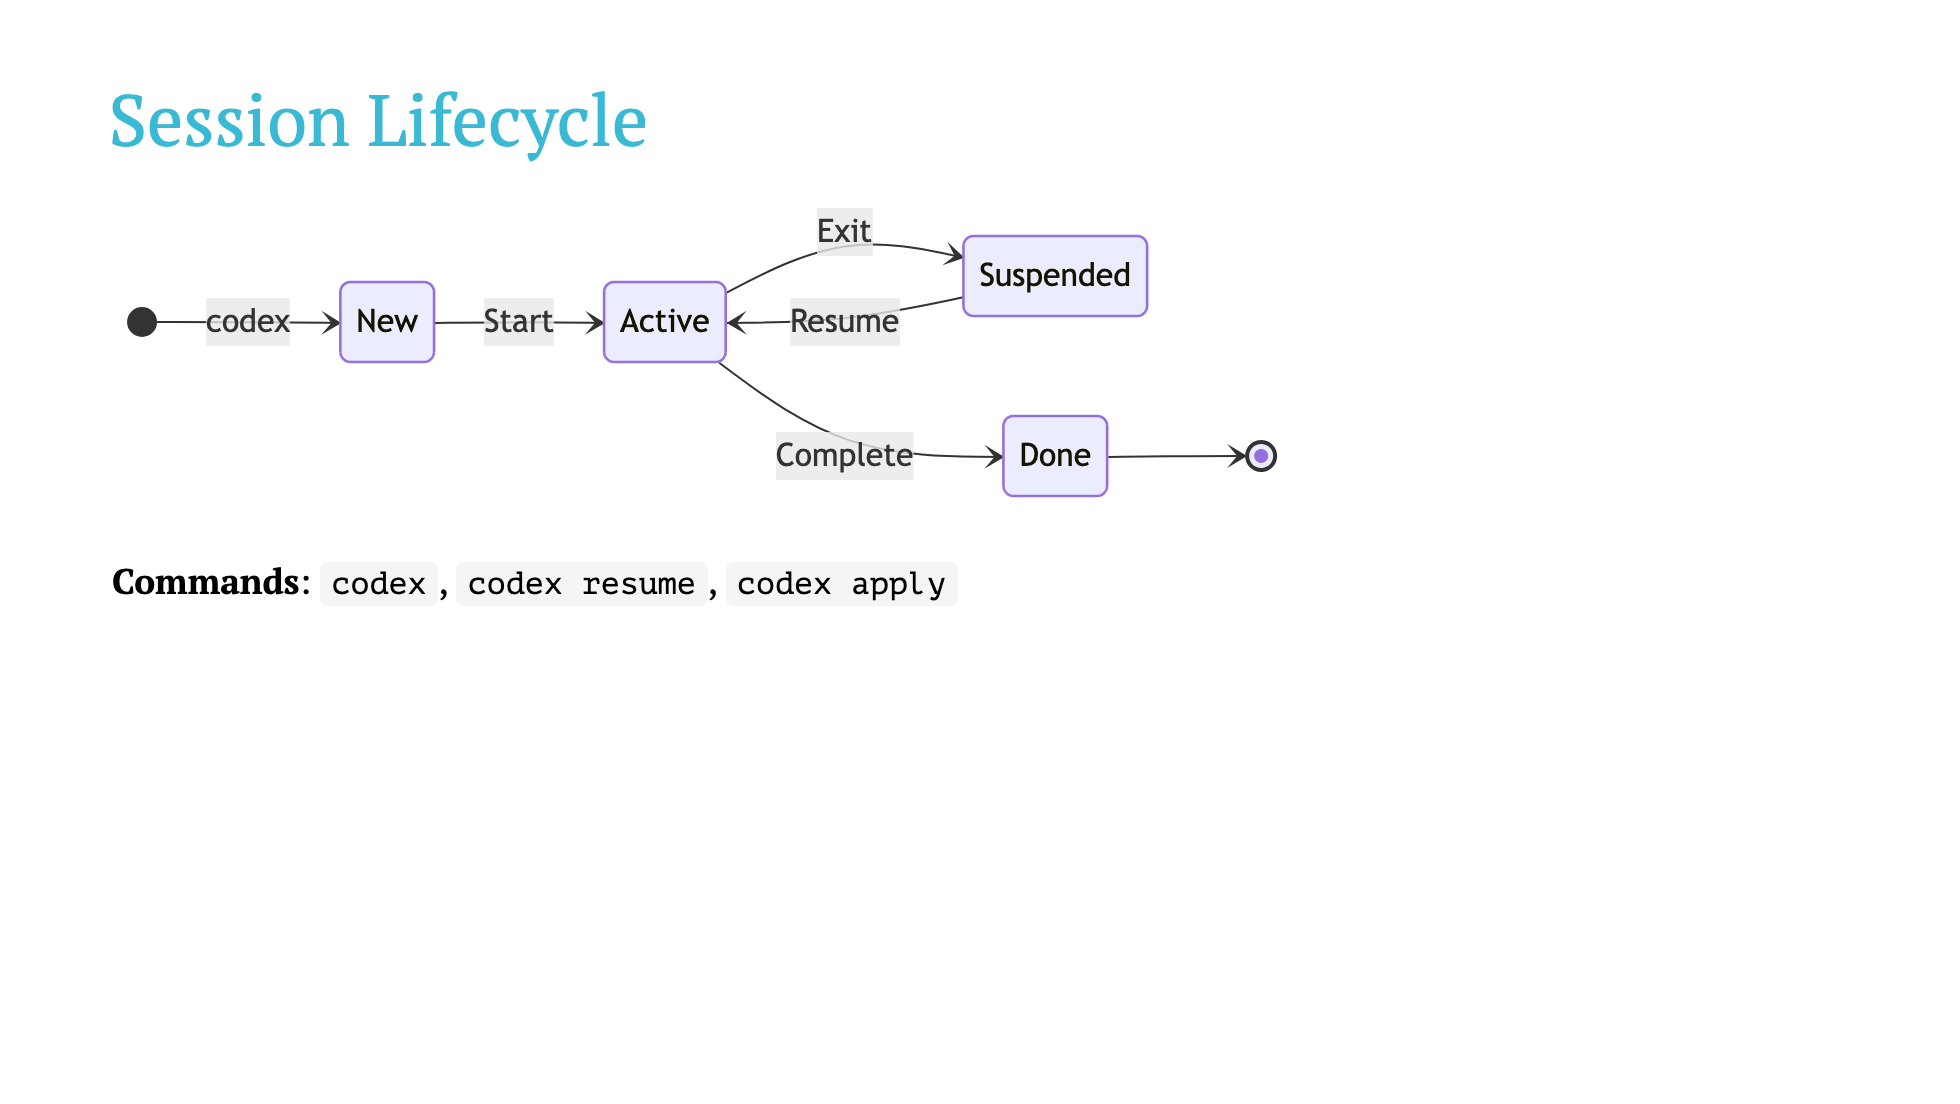 Session Lifecycle
Exit
Suspended
codex
New
Start
Active
Resume
Complete
Done
Commands: codex, codex resume, codex apply